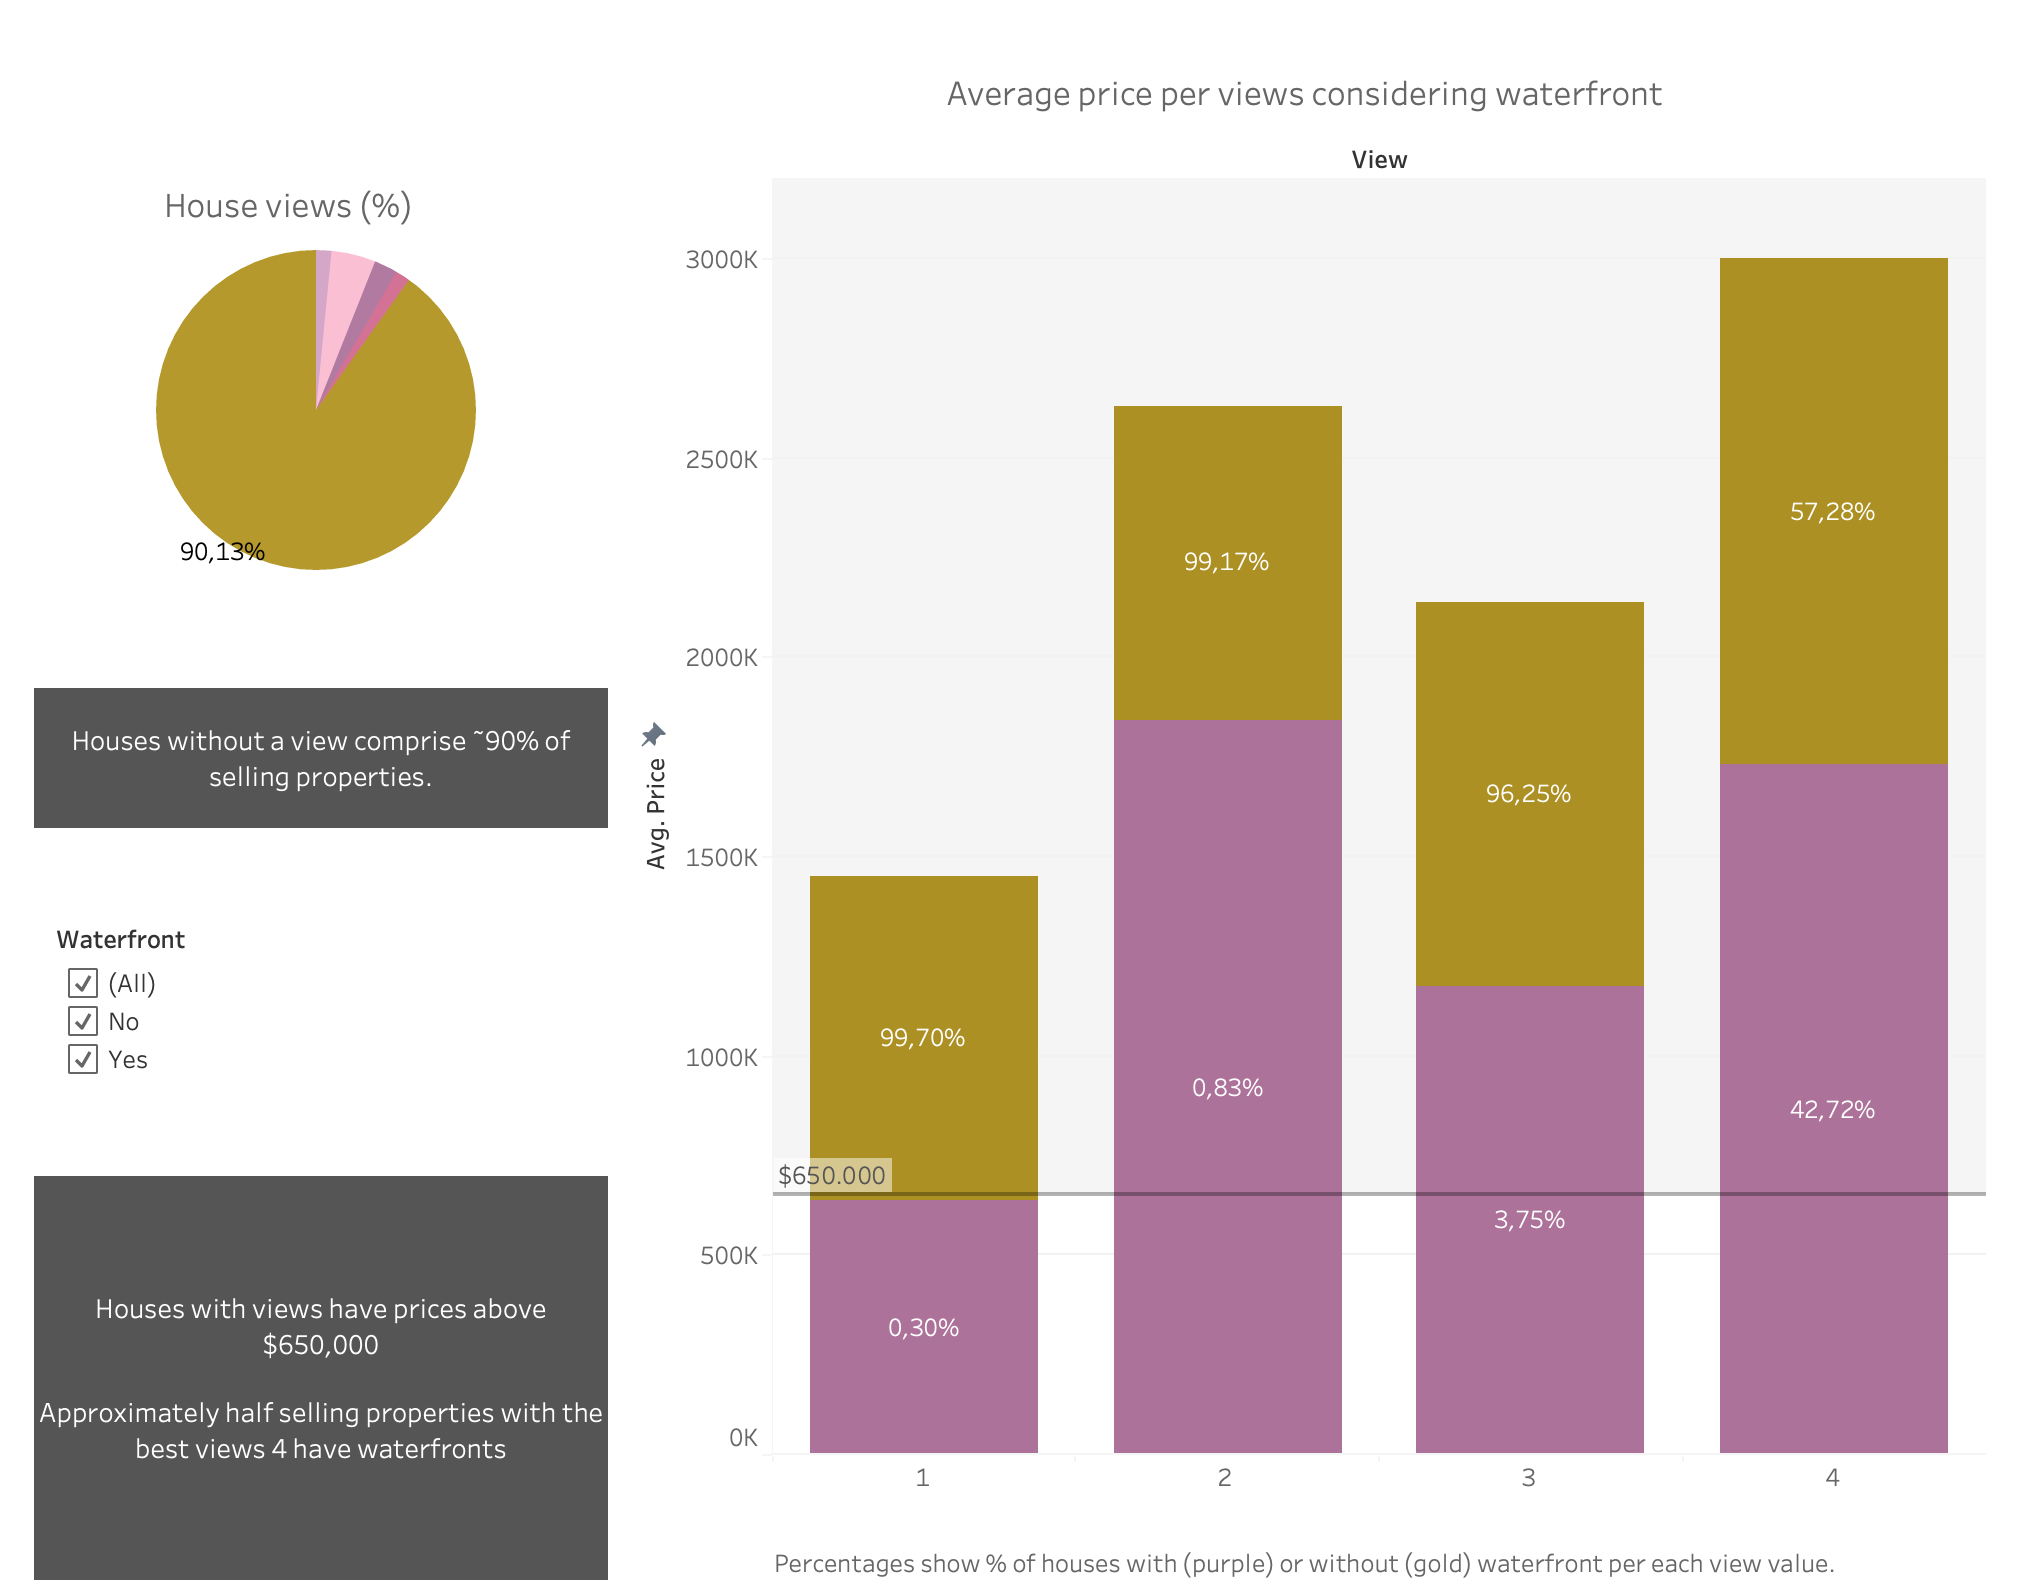 Average price per views considering waterfront
View
House views (%)
90,13%
Houses without a view comprise ~90% of
selling properties.
Waterfront
(All)
No
Yes
Houses with views have prices above
$650,000
Approximately half selling properties with the
best views 4 have waterfronts
Avg. Price
3000K
2500K
2000K
1500K
1000K
500K
0K
99,70%
0,30%
99,17%
0,83%
96,25%
3,75%
57,28%
42,72%
$650.000
1
2
3
4
Percentages show % of houses with (purple) or without (gold) waterfront per each view value.